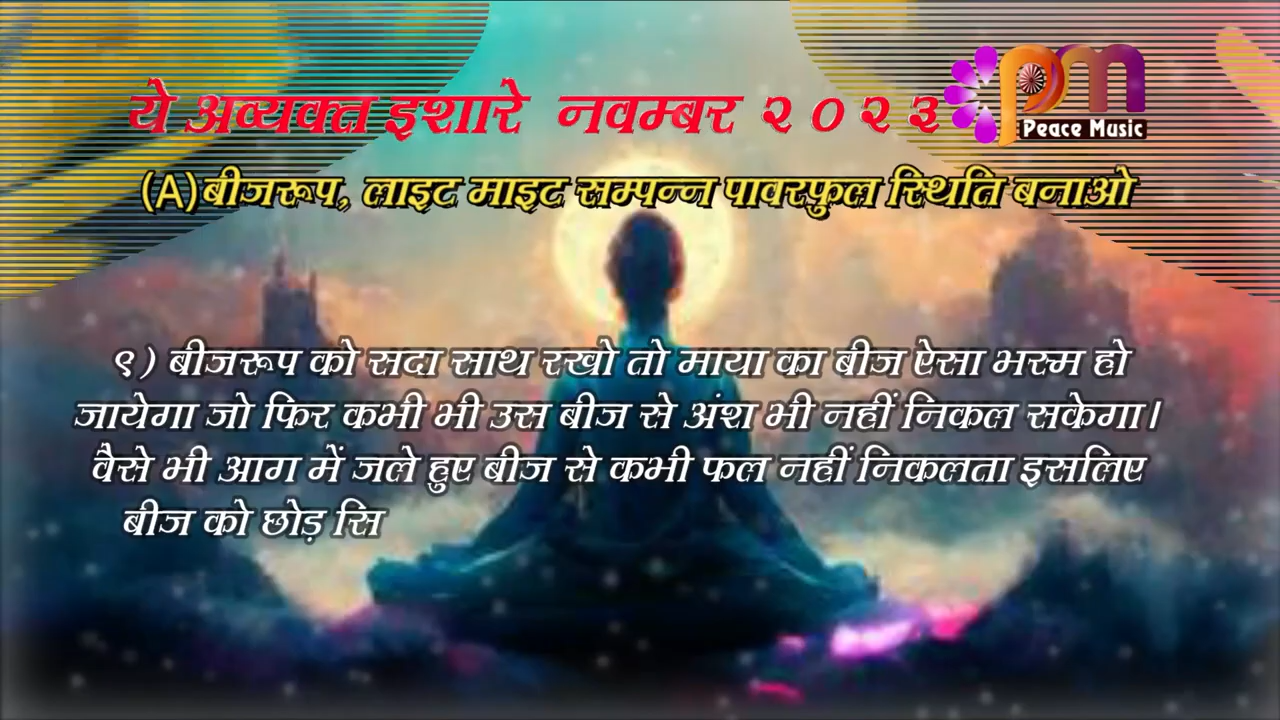 ये अव्यक्त इशारे नवम्बर २०२३
pm
Peace Music
(A)बीजरूप, लाइट माइट सम्पन्न पावरफुल स्थिति बनाओ
९) बीजरूप को सदा साथ रखो तो माया का बीज ऐसा भस्म हो
जायेगा जो फिर कभी भी उस बीज से अंश भी नहीं निकल सकेगा।
वैसे भी आग में जले हुए बीज से कभी फल नहीं निकलता इसलिए
बीज को छोड़ सि